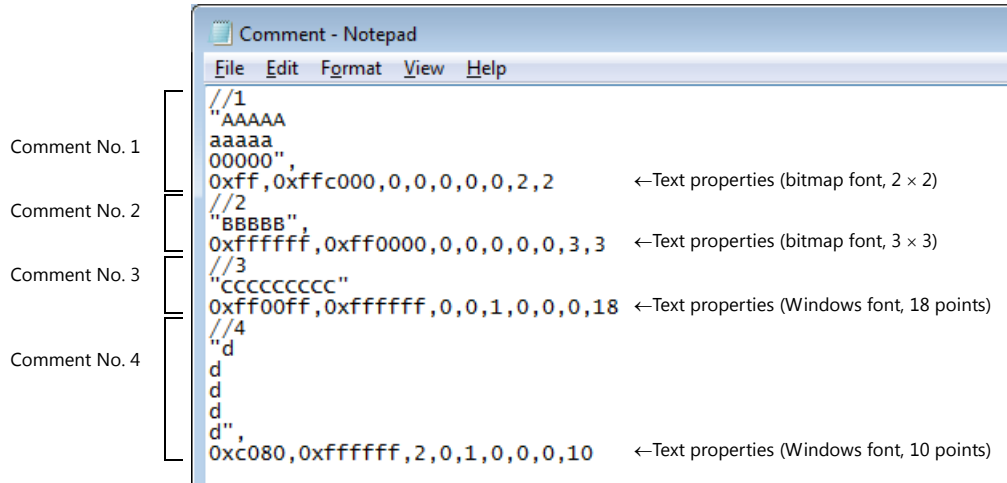 Comment - Notepad
File Edit Format View Help
Comment No. 1
//1
"AAAAA
aaaaa
00000",
0xff,0xffc000,0,0,0,0,0,2,2 ←Text properties (bitmap font, 2 × 2)
Comment No. 2
//2
"BBBBB",
0xffffff,0xff0000,0,0,0,0,0,3,3 ←Text properties (bitmap font, 3 × 3)
Comment No. 3
//3
"ccccccccc"
0xff00ff,0xffffff,0,0,1,0,0,0,18 ←Text properties (Windows font, 18 points)
Comment No. 4
//4
"d
d
d
d
d",
0xc080,0xffffff,2,0,1,0,0,0,10 ←Text properties (Windows font, 10 points)